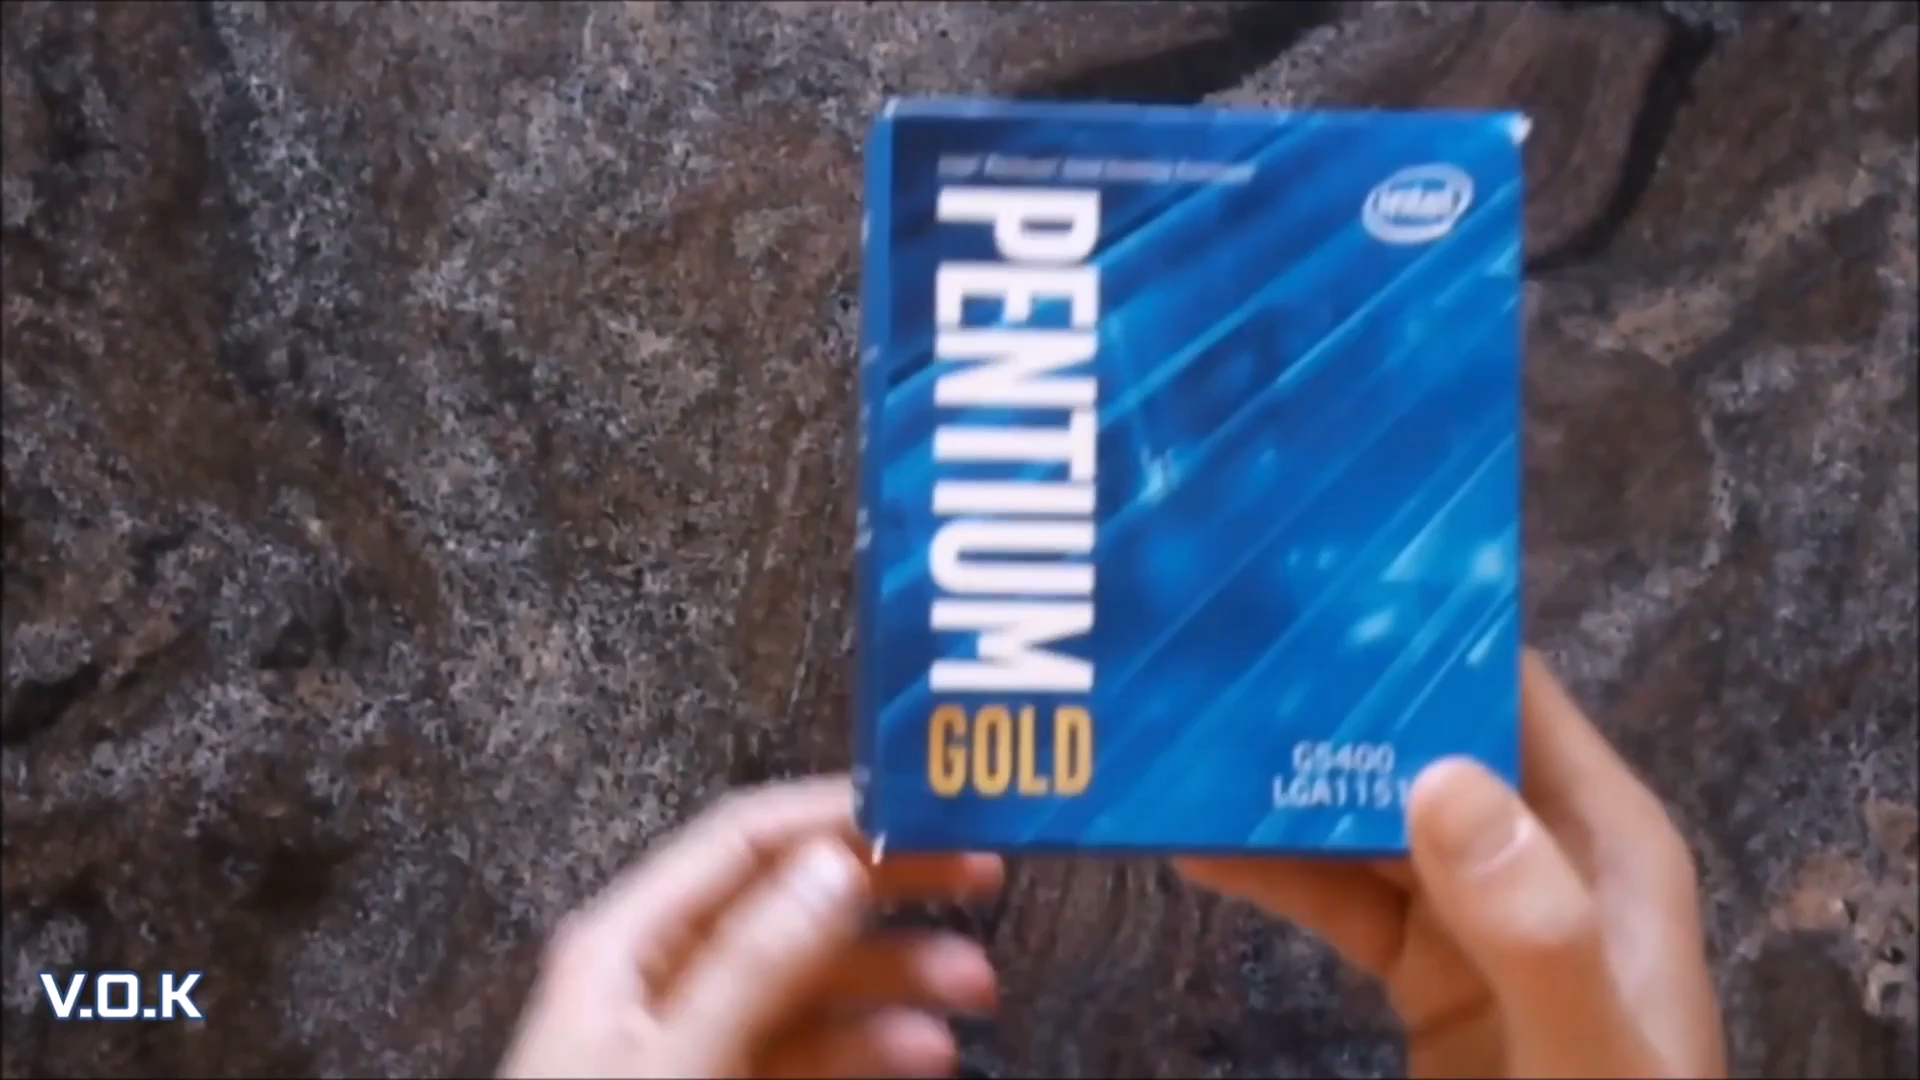 intel
PENTIUM
GOLD
G5400
LGA1151
V.O.K